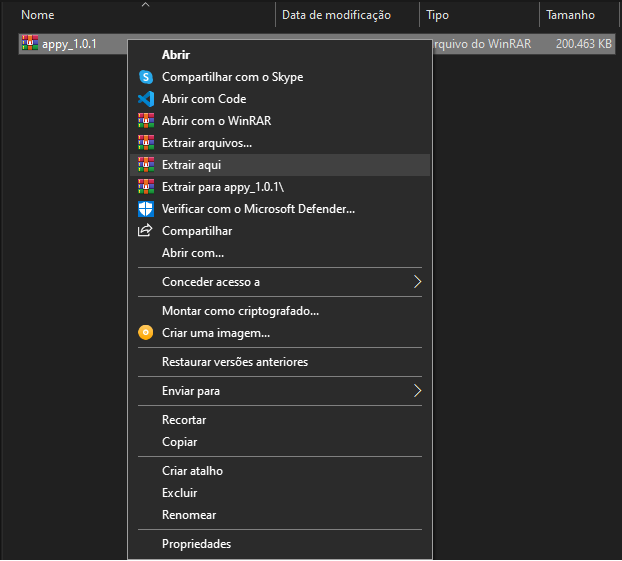 Nome Data de modificação Tipo Tamanho
appy_1.0.1 rquivo do WinRAR 200.463 KB
Abrir
Compartilhar com o Skype
Abrir com Code
Abrir com o WinRAR
Extrair arquivos...
Extrair aqui
Extrair para appy_1.0.1\
Verificar com o Microsoft Defender...
Compartilhar
Abrir com...
Conceder acesso a
Montar como criptografado...
Criar uma imagem...
Restaurar versões anteriores
Enviar para
Recortar
Copiar
Criar atalho
Excluir
Renomear
Propriedades